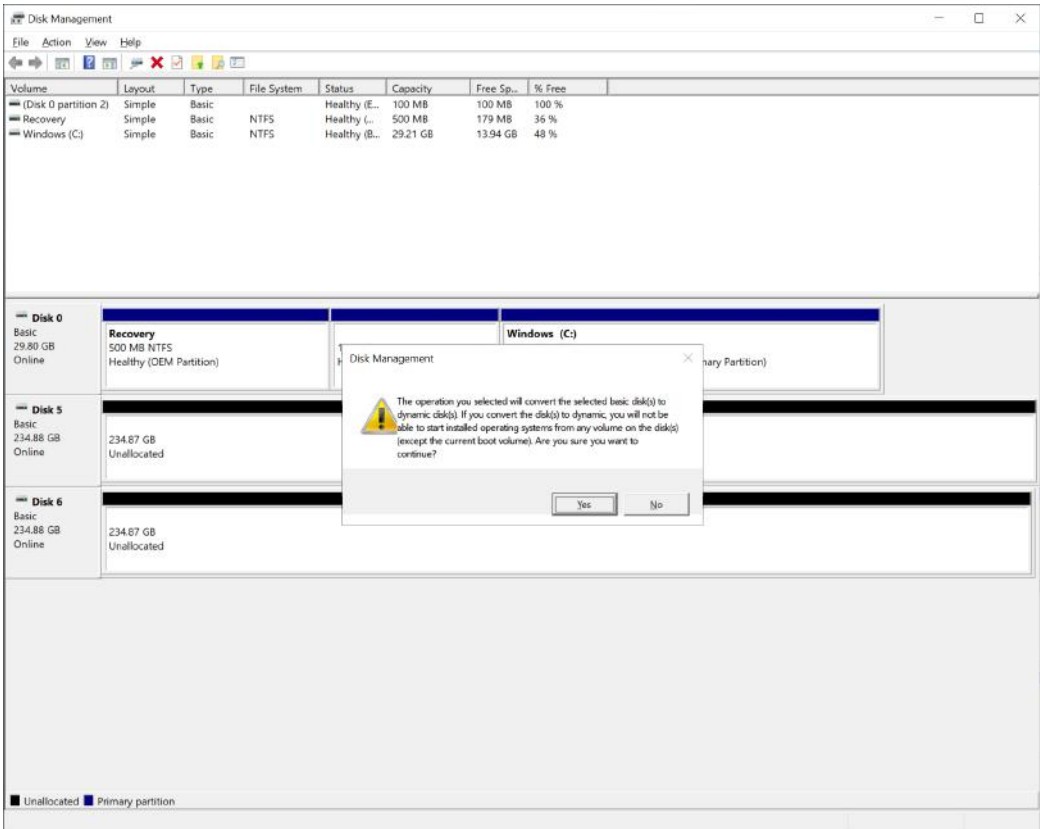 Disk Management
File Action View Help
Volume Layout Type File System Status Capacity Free Sp... % Free
(Disk 0 partition 2) Simple Basic Healthy (E... 100 MB 100 MB 100 %
Recovery Simple Basic NTFS Healthy (... 500 MB 179 MB 36 %
Windows (C:) Simple Basic NTFS Healthy (B... 29.21 GB 13.94 GB 48 %
Disk 0
Basic
29.80 GB
Online
Recovery
500 MB NTFS
Healthy (OEM Partition)
Windows (C:)
mary Partition)
Disk Management
The operation you selected will convert the selected basic disk(s) to
dynamic disk(s). If you convert the disk(s) to dynamic, you will not be
able to start installed operating systems from any volume on the disk(s)
(except the current boot volume). Are you sure you want to
continue?
Yes No
Disk 5
Basic
234.88 GB
Online
234.87 GB
Unallocated
Disk 6
Basic
234.88 GB
Online
234.87 GB
Unallocated
Unallocated Primary partition